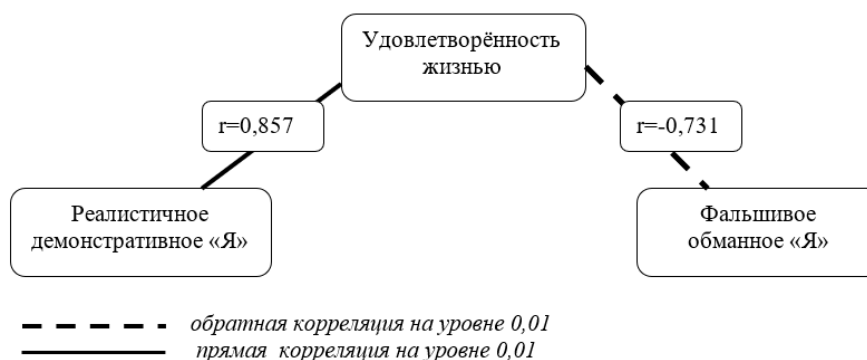 Удовлетворённость
жизнью
r=0,857
r=-0,731
Реалистичное
демонстративное «Я»
Фальшивое
обманное «Я»
обратная корреляция на уровне 0,01
прямая корреляция на уровне 0,01